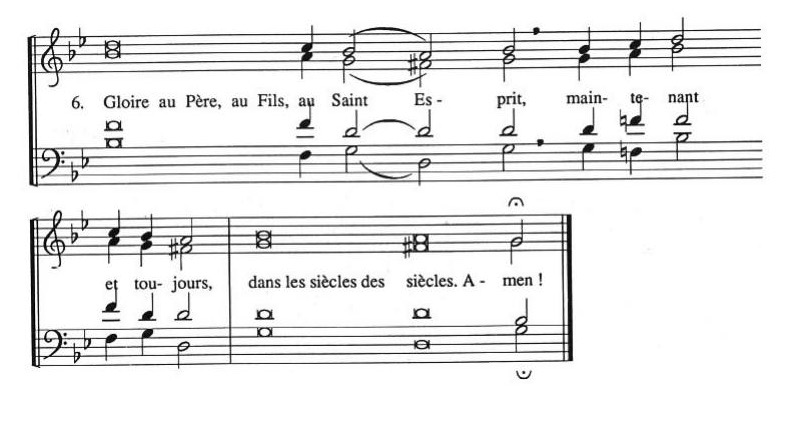 6. Gloire au Père, au Fils, au Saint Es - prit, main- te- nant
et tou- jours, dans les siècles des siècles. A - men !